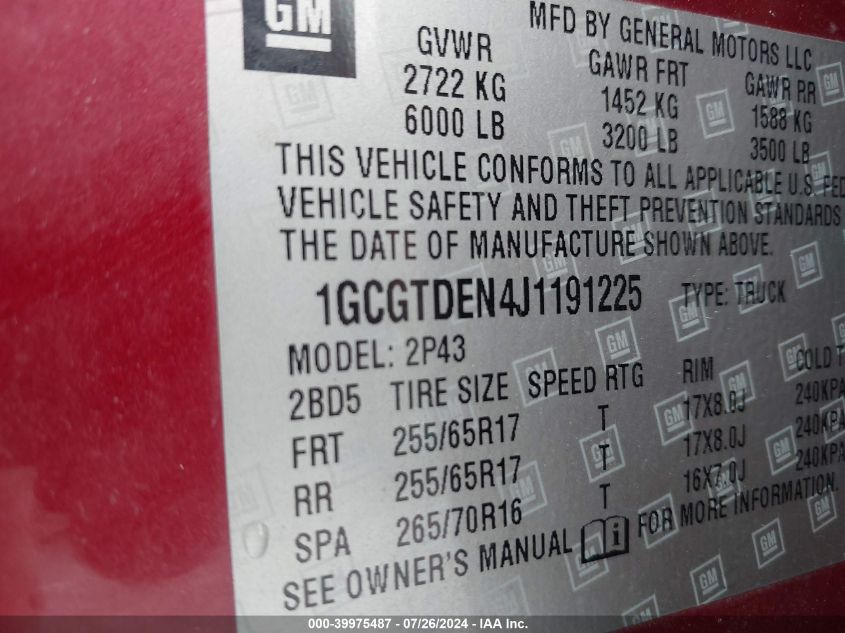 GM
MFD BY GENERAL MOTORS LLC
GVWR GAWR FRT GAWR RR
2722 KG 1452 KG 1588 KG
6000 LB 3200 LB 3500 LB
THIS VEHICLE CONFORMS TO ALL APPLICABLE U.S. FED
VEHICLE SAFETY AND THEFT PREVENTION STANDARDS
THE DATE OF MANUFACTURE SHOWN ABOVE.
1GCGTDEN4J1191225 TYPE: TRUCK
MODEL: 2P43
2BD5 TIRE SIZE SPEED RTG RIM COLD T
FRT 255/65R17 T 17X8.0J 240KPA
RR 255/65R17 T 17X8.0J 240KPA
SPA 265/70R16 T 16X7.0J 240KPA
SEE OWNER'S MANUAL FOR MORE INFORMATION.
000-39975487 / 07/26/2024 - IAA Inc.